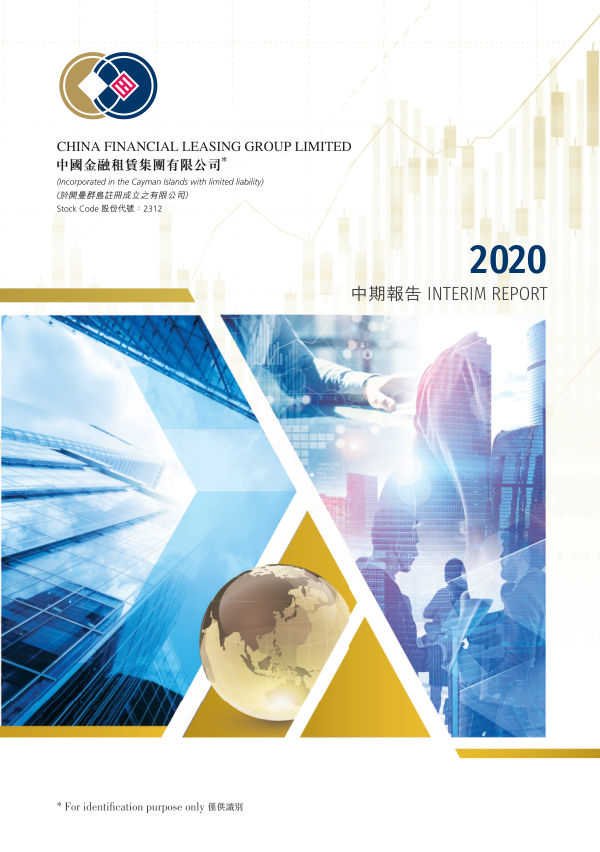 CHINA FINANCIAL LEASING GROUP LIMITED
中國金融租賃集團有限公司*
(Incorporated in the Cayman Islands with limited liability)
(於開曼群島註冊成立之有限公司)
Stock Code 股份代號：2312
2020
中期報告 INTERIM REPORT
* For identification purpose only 僅供識別